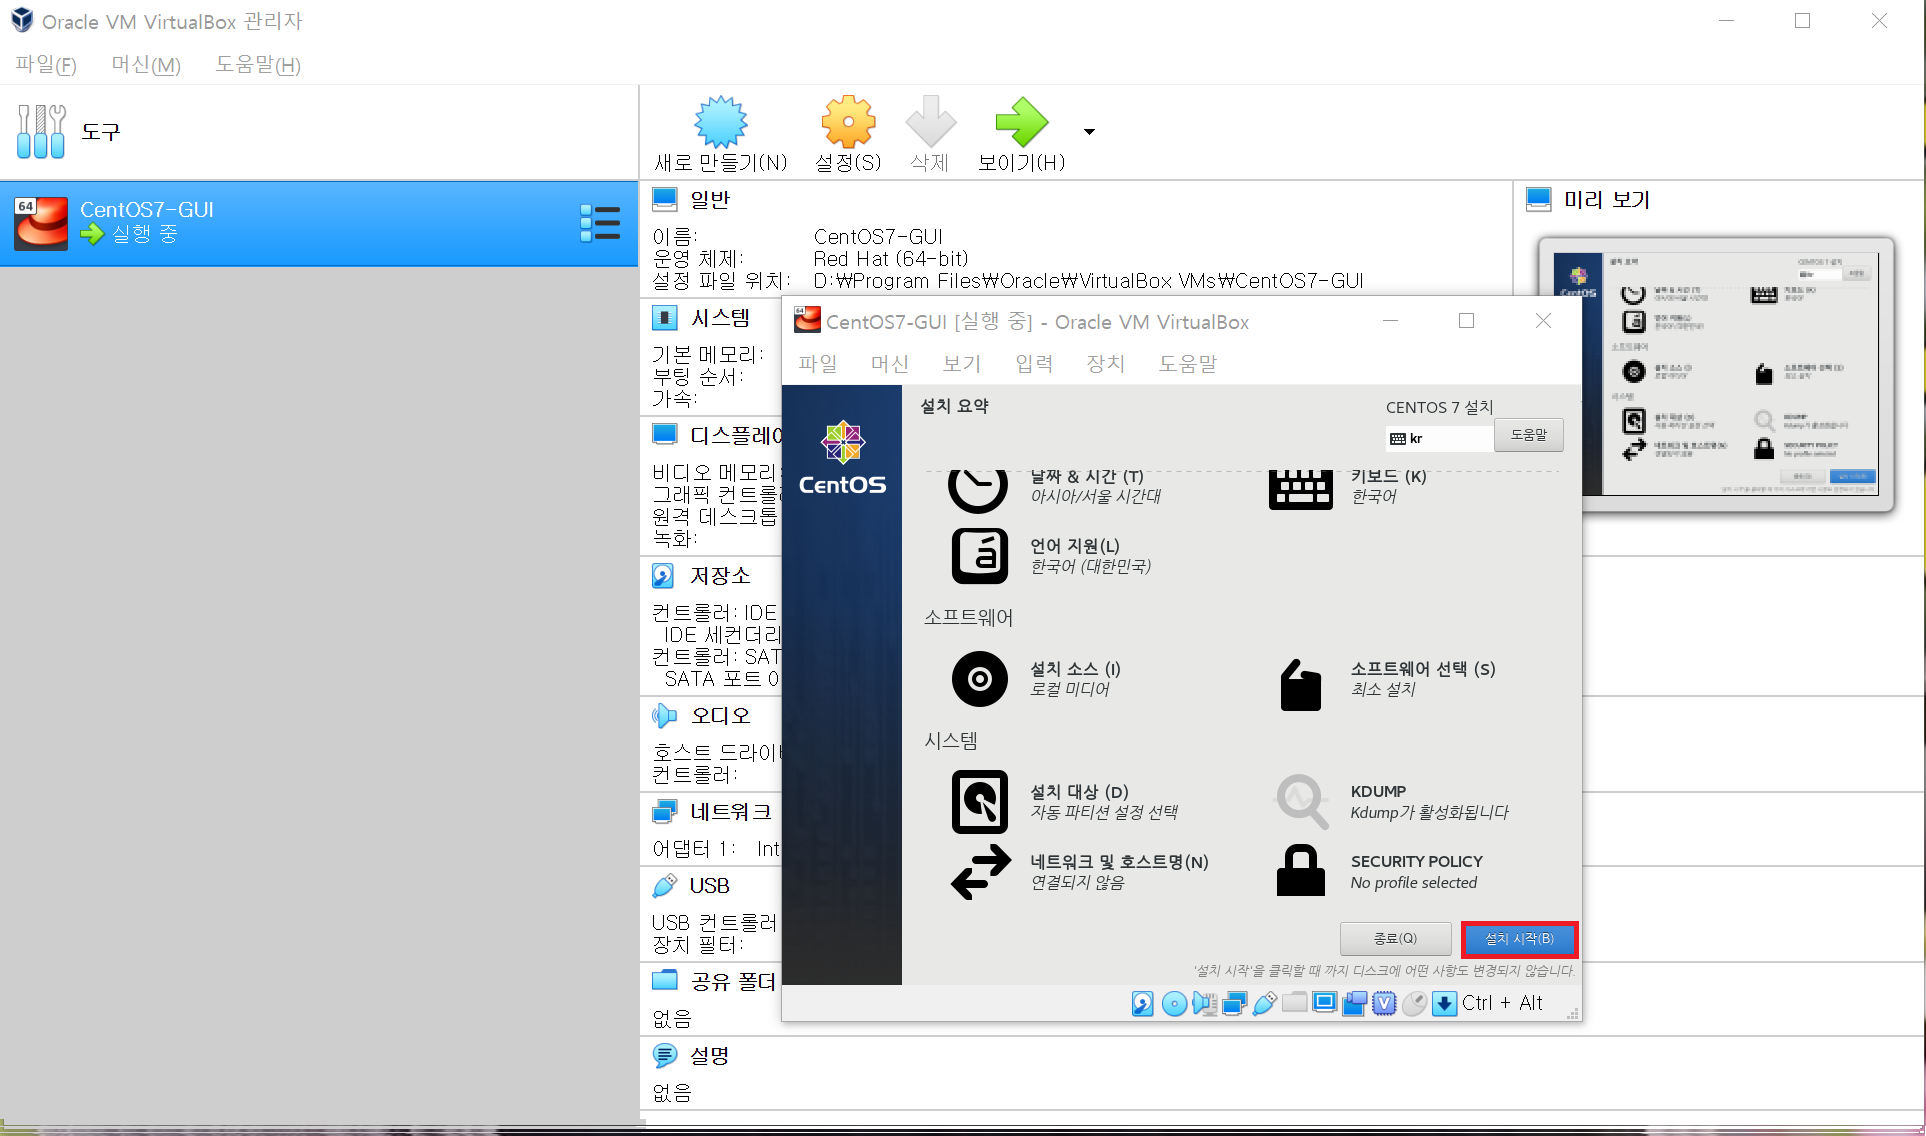 Oracle VM VirtualBox 관리자
파일(F) 머신(M) 도움말(H)
도구
새로 만들기(N) 설정(S) 삭제 보이기(H)
64 CentOS7-GUI
실행 중
일반
이름: CentOS7-GUI
운영 체제: Red Hat (64-bit)
설정 파일 위치: D:₩Program Files₩Oracle₩VirtualBox VMs₩CentOS7-GUI
미리 보기
시스템
기본 메모리:
부팅 순서:
가속:
디스플레이
비디오 메모리:
그래픽 컨트롤러
원격 데스크톱
녹화:
저장소
컨트롤러: IDE
IDE 세컨더리
컨트롤러: SAT
SATA 포트 0
오디오
호스트 드라이버
컨트롤러:
네트워크
어댑터 1: Int
USB
USB 컨트롤러
장치 필터:
공유 폴더
없음
설명
없음
64 CentOS7-GUI [실행 중] - Oracle VM VirtualBox
파일 머신 보기 입력 장치 도움말
CentOS
설치 요약
CENTOS 7 설치
kr 도움말
날짜 & 시간 (T)
아시아/서울 시간대
키보드 (K)
한국어
언어 지원(L)
한국어 (대한민국)
소프트웨어
설치 소스 (I)
로컬 미디어
소프트웨어 선택 (S)
최소 설치
시스템
설치 대상 (D)
자동 파티션 설정 선택
KDUMP
Kdump가 활성화됩니다
네트워크 및 호스트명(N)
연결되지 않음
SECURITY POLICY
No profile selected
종료(Q) 설치 시작(B)
'설치 시작'을 클릭할 때 까지 디스크에 어떤 사항도 변경되지 않습니다.
Ctrl + Alt